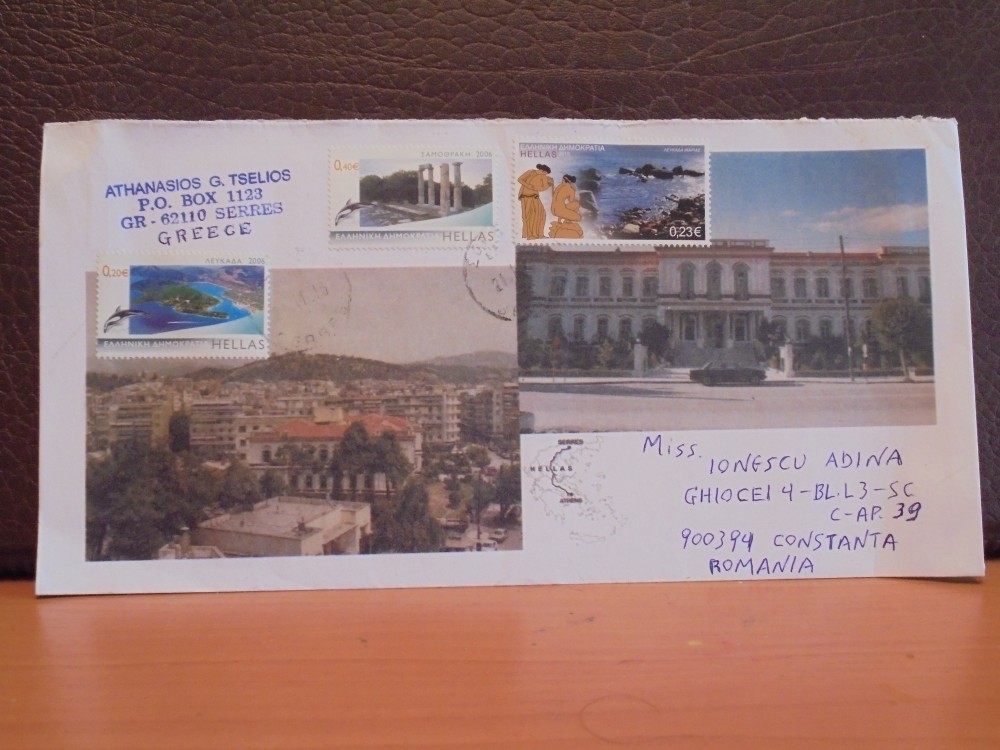 ATHANASIOS G. TSELIOS
P.O. BOX 1123
GR-62110 SERRES
GREECE
0,20€ ΛΕΥΚΑΔΑ 2006
ΕΛΛΗΝΙΚΗ ΔΗΜΟΚΡΑΤΙΑ HELLAS
0,40€ ΣΑΜΟΘΡΑΚΗ 2006
ΕΛΛΗΝΙΚΗ ΔΗΜΟΚΡΑΤΙΑ HELLAS
ΕΛΛΗΝΙΚΗ ΔΗΜΟΚΡΑΤΙΑ
HELLAS
0,23€
SERRES
HELLAS
ATHENS
Miss.
IONESCU ADINA
GHIOCEI 4-BL.L3-SC
C-AP. 39
900394 CONSTANTA
ROMANIA